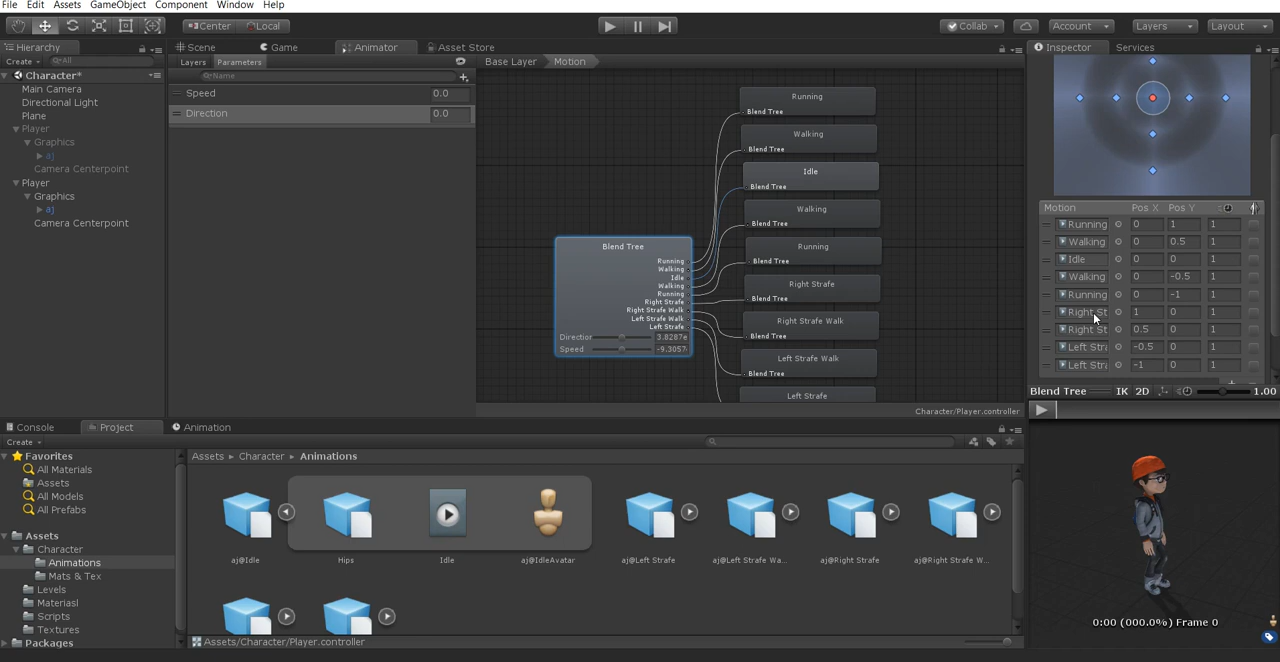 File Edit Assets GameObject Component Window Help
Center Local
Collab Account Layers Layout
Hierarchy
Create All
Character*
Main Camera
Directional Light
Plane
Player
Graphics
aj
Camera Centerpoint
Player
Graphics
aj
Camera Centerpoint
Scene Game Animator Asset Store
Layers Parameters
Name
Speed 0.0
Direction 0.0
Base Layer Motion
Running
Blend Tree
Walking
Blend Tree
Idle
Blend Tree
Walking
Blend Tree
Running
Blend Tree
Right Strafe
Blend Tree
Right Strafe Walk
Blend Tree
Left Strafe Walk
Blend Tree
Left Strafe
Blend Tree
Running
Walking
Idle
Walking
Running
Right Strafe
Right Strafe Walk
Left Strafe Walk
Left Strafe
Direction 3.8287e
Speed -9.3057
Character/Player.controller
Inspector Services
Motion Pos X Pos Y
Running 0 1 1
Walking 0 0.5 1
Idle 0 0 1
Walking 0 -0.5 1
Running 0 -1 1
Right St 1 0 1
Right St 0.5 0 1
Left Stra -0.5 0 1
Left Stra -1 0 1
Blend Tree IK 2D 1.00
0:00 (000.0%) Frame 0
Console Project Animation
Create
Favorites
All Materials
Assets
All Models
All Prefabs
Assets
Character
Animations
Mats & Tex
Levels
Materiasl
Scripts
Textures
Packages
Assets Character Animations
aj@Idle Hips Idle aj@IdleAvatar aj@Left Strafe aj@Left Strafe Wa... aj@Right Strafe aj@Right Strafe W...
Assets/Character/Player.controller